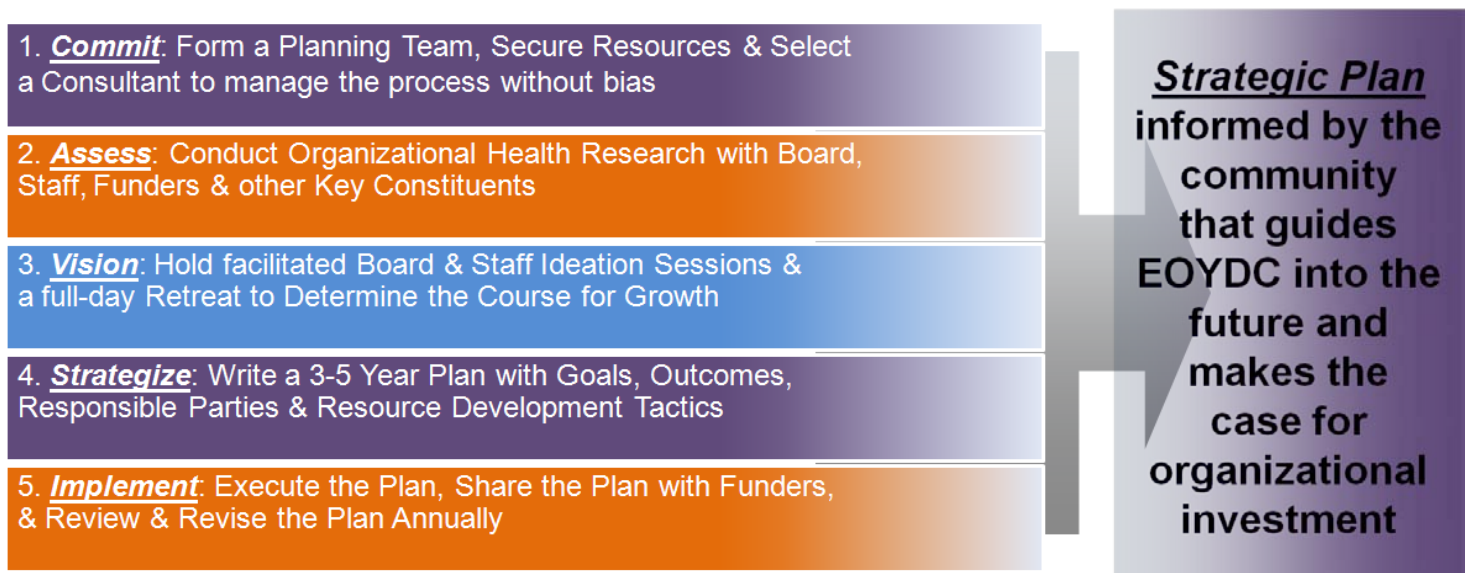 1. Commit: Form a Planning Team, Secure Resources & Select
a Consultant to manage the process without bias
2. Assess: Conduct Organizational Health Research with Board,
Staff, Funders & other Key Constituents
3. Vision: Hold facilitated Board & Staff Ideation Sessions &
a full-day Retreat to Determine the Course for Growth
4. Strategize: Write a 3-5 Year Plan with Goals, Outcomes,
Responsible Parties & Resource Development Tactics
5. Implement: Execute the Plan, Share the Plan with Funders,
& Review & Revise the Plan Annually
Strategic Plan
informed by the
community
that guides
EOYDC into the
future and
makes the
case for
organizational
investment